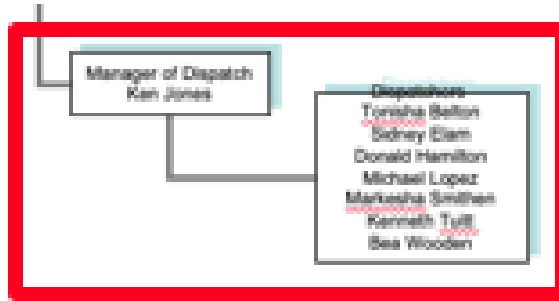 Manager of Dispatch
Ken Jones
Dispatchers
Tonisha Belton
Sidney Elam
Donald Hamilton
Michael Lopez
Markesha Smithen
Kenneth Tuitt
Bea Wooden